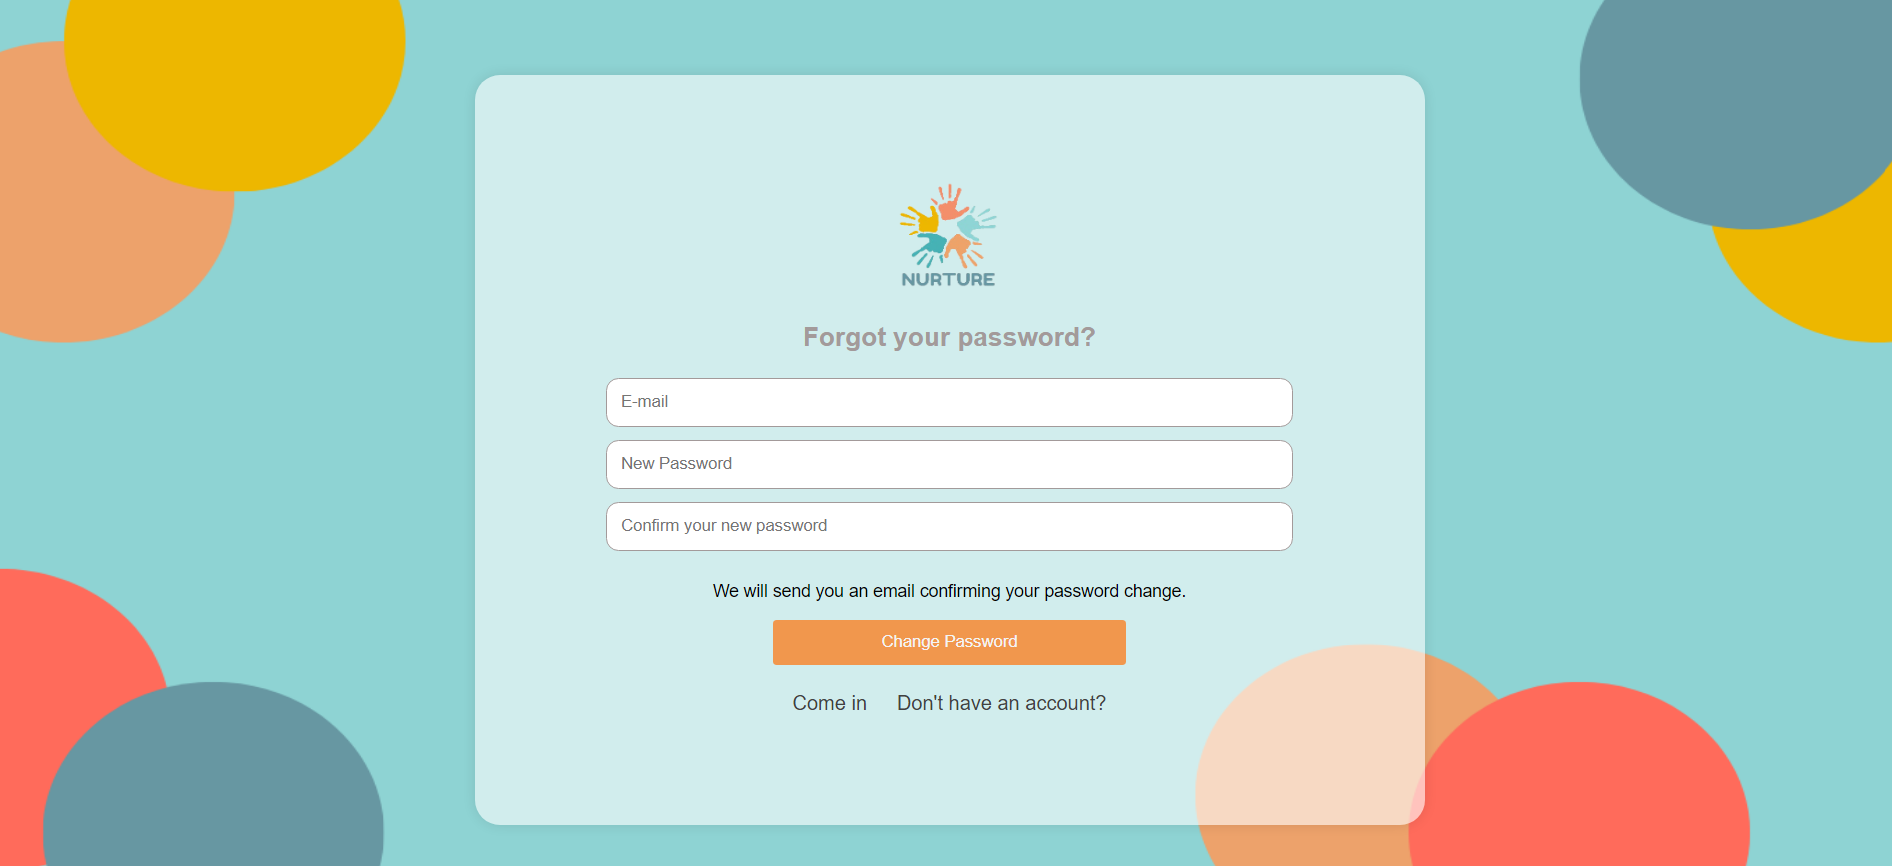 NURTURE
Forgot your password?
E-mail
New Password
Confirm your new password
We will send you an email confirming your password change.
Change Password
Come in Don't have an account?